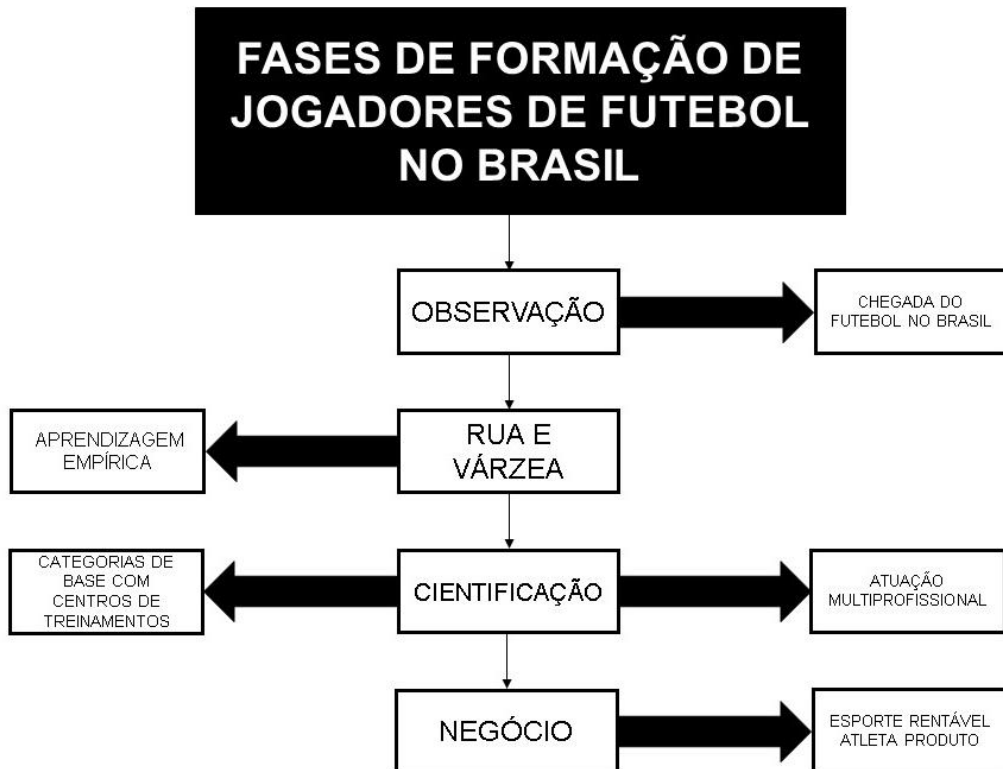 FASES DE FORMAÇÃO DE
JOGADORES DE FUTEBOL
NO BRASIL
OBSERVAÇÃO
CHEGADA DO
FUTEBOL NO BRASIL
APRENDIZAGEM
EMPÍRICA
RUA E
VÁRZEA
CATEGORIAS DE
BASE COM
CENTROS DE
TREINAMENTOS
CIENTIFICAÇÃO
ATUAÇÃO
MULTIPROFISSIONAL
NEGÓCIO
ESPORTE RENTÁVEL
ATLETA PRODUTO